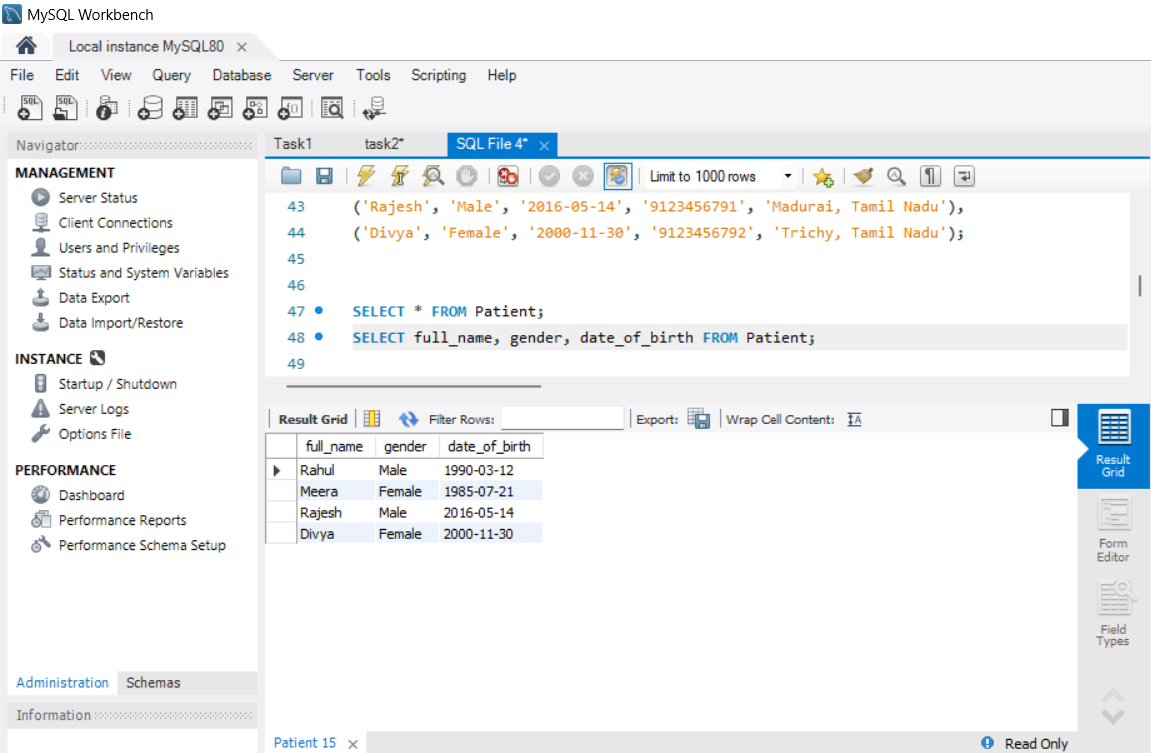 MySQL Workbench
Local instance MySQL80
File Edit View Query Database Server Tools Scripting Help
Navigator
MANAGEMENT
Server Status
Client Connections
Users and Privileges
Status and System Variables
Data Export
Data Import/Restore
INSTANCE
Startup / Shutdown
Server Logs
Options File
PERFORMANCE
Dashboard
Performance Reports
Performance Schema Setup
Administration Schemas
Information
Task1 task2* SQL File 4*
Limit to 1000 rows
43 ('Rajesh', 'Male', '2016-05-14', '9123456791', 'Madurai, Tamil Nadu'),
44 ('Divya', 'Female', '2000-11-30', '9123456792', 'Trichy, Tamil Nadu');
45
46
47 SELECT * FROM Patient;
48 SELECT full_name, gender, date_of_birth FROM Patient;
49
Result Grid Filter Rows: Export: Wrap Cell Content:
full_name gender date_of_birth
Rahul Male 1990-03-12
Meera Female 1985-07-21
Rajesh Male 2016-05-14
Divya Female 2000-11-30
Result
Grid
Form
Editor
Field
Types
Patient 15
Read Only